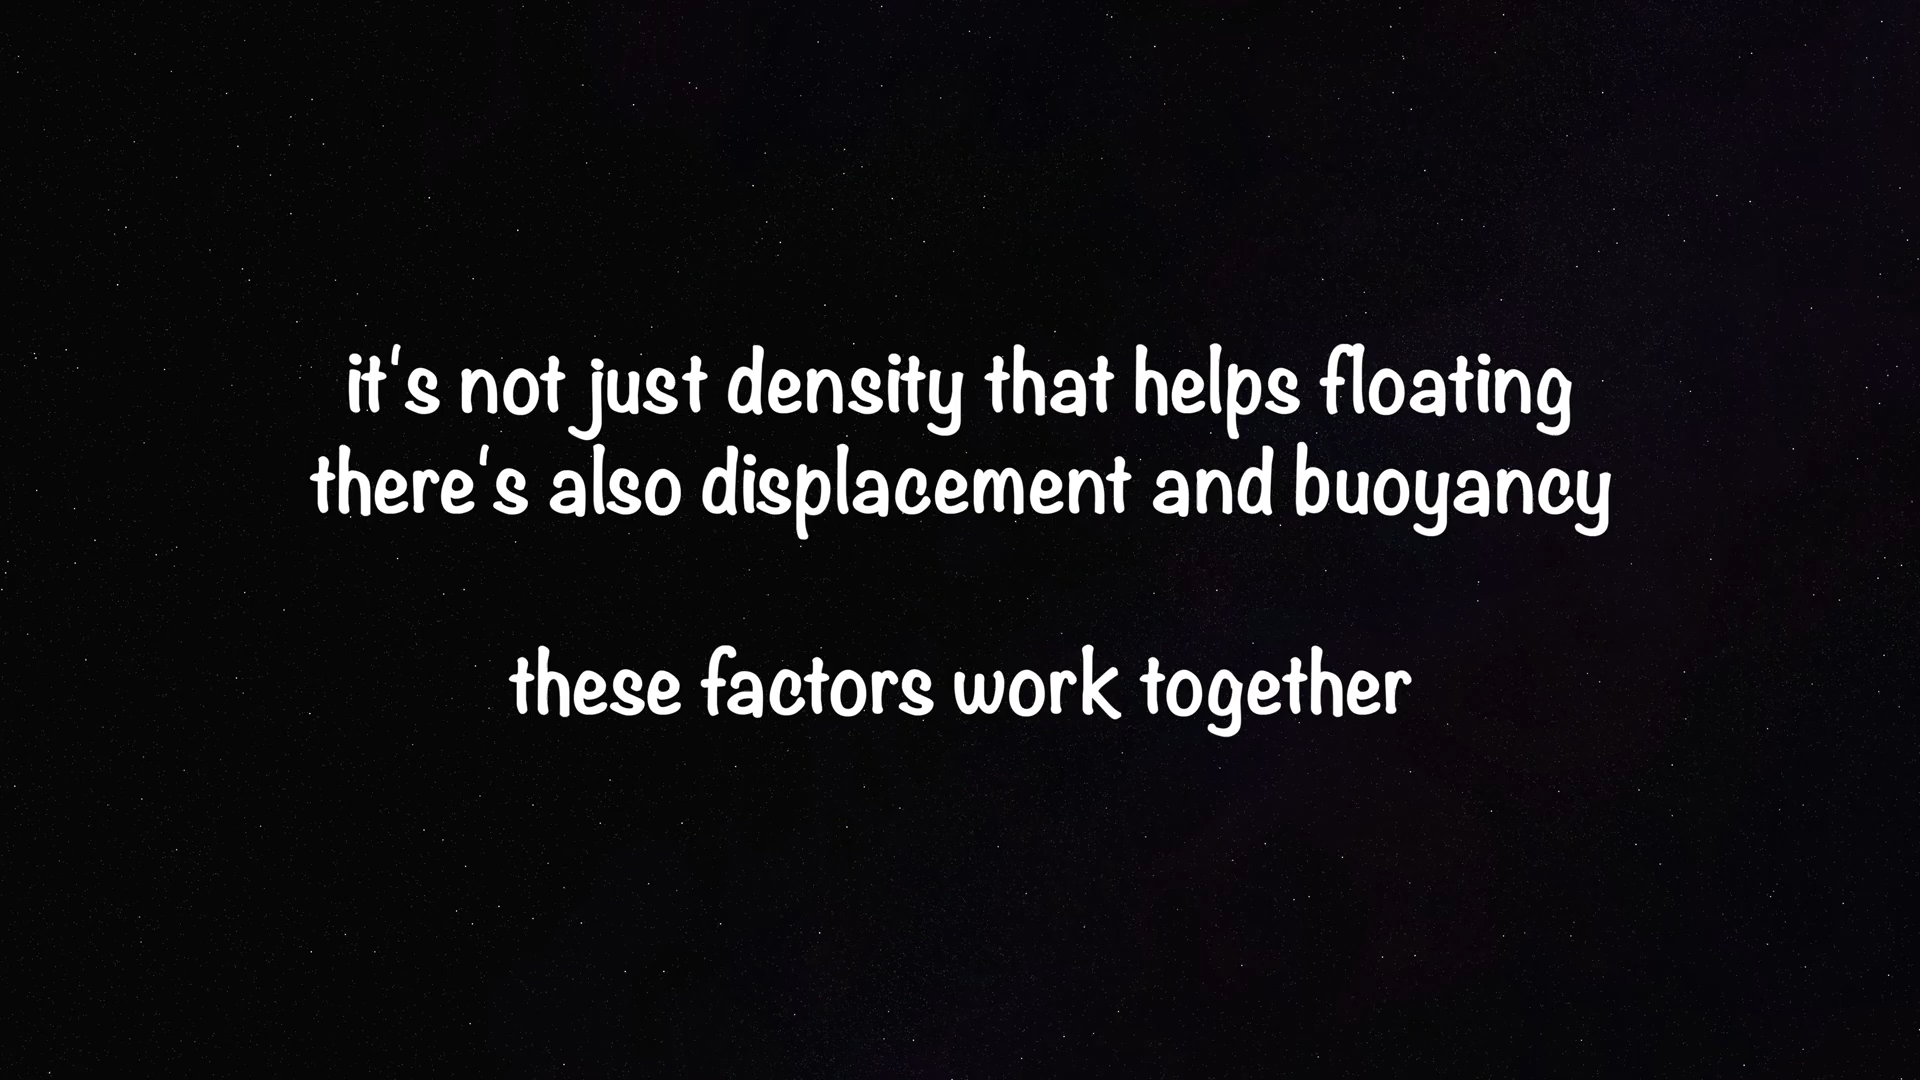 it's not just density that helps floating
there's also displacement and buoyancy
these factors work together